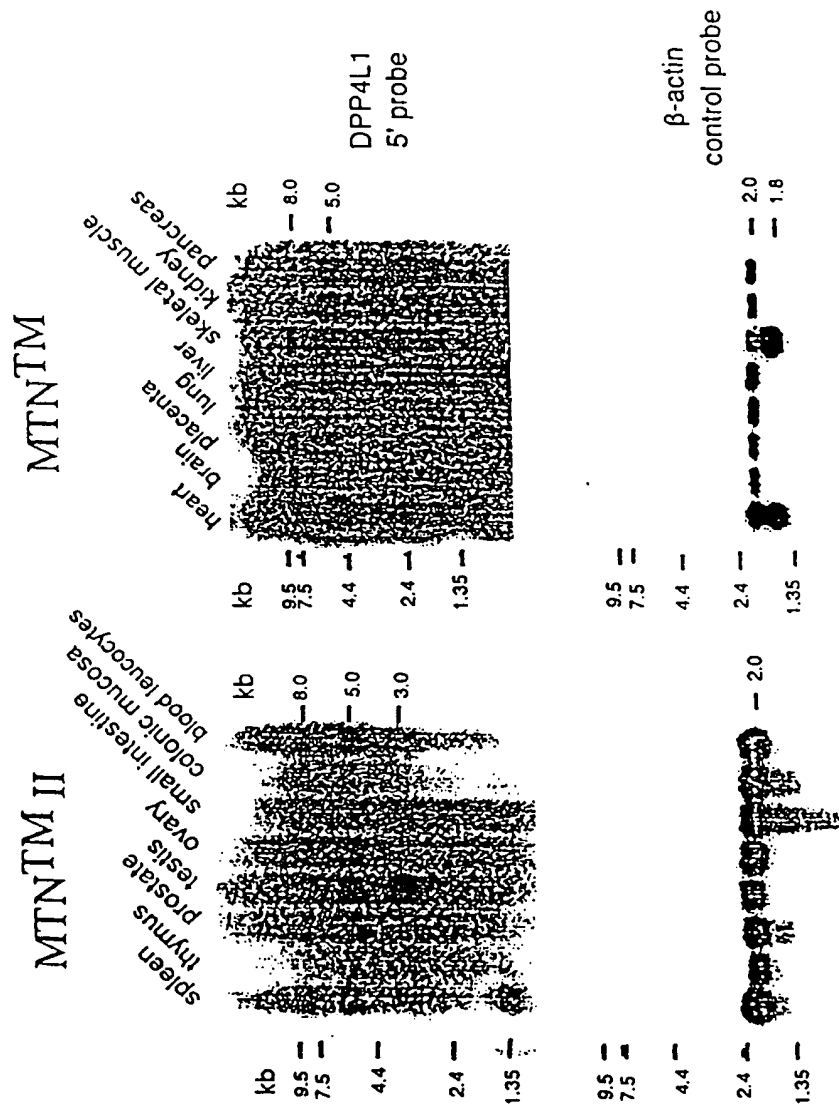 MTN™ II
spleen
thymus
prostate
testis
ovary
small intestine
colonic mucosa
blood leucocytes
kb
9.5
7.5
4.4
2.4
1.35
kb
8.0
5.0
3.0
9.5
7.5
4.4
2.4
1.35
2.0
MTN™
heart
brain
placenta
lung
liver
skeletal muscle
kidney
pancreas
kb
9.5
7.5
4.4
2.4
1.35
kb
8.0
5.0
DPP4L1
5' probe
9.5
7.5
4.4
2.4
1.35
2.0
1.8
β-actin
control probe